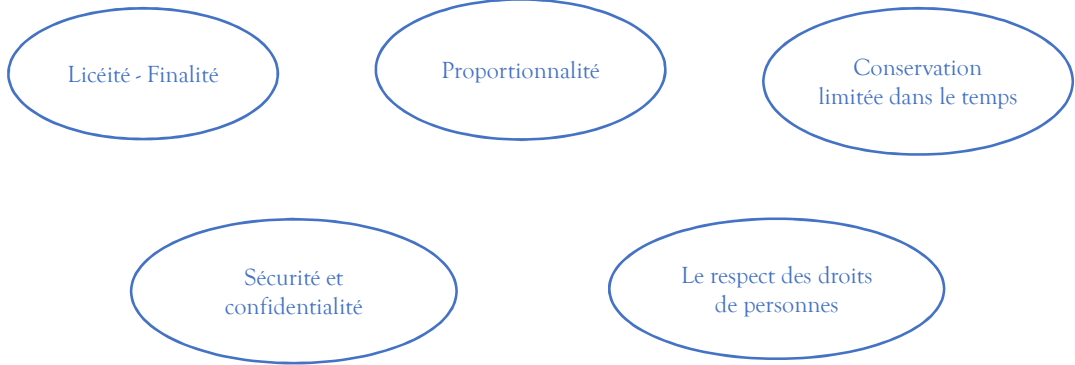 Licéité - Finalité
Proportionnalité
Conservation
limitée dans le temps
Sécurité et
confidentialité
Le respect des droits
de personnes